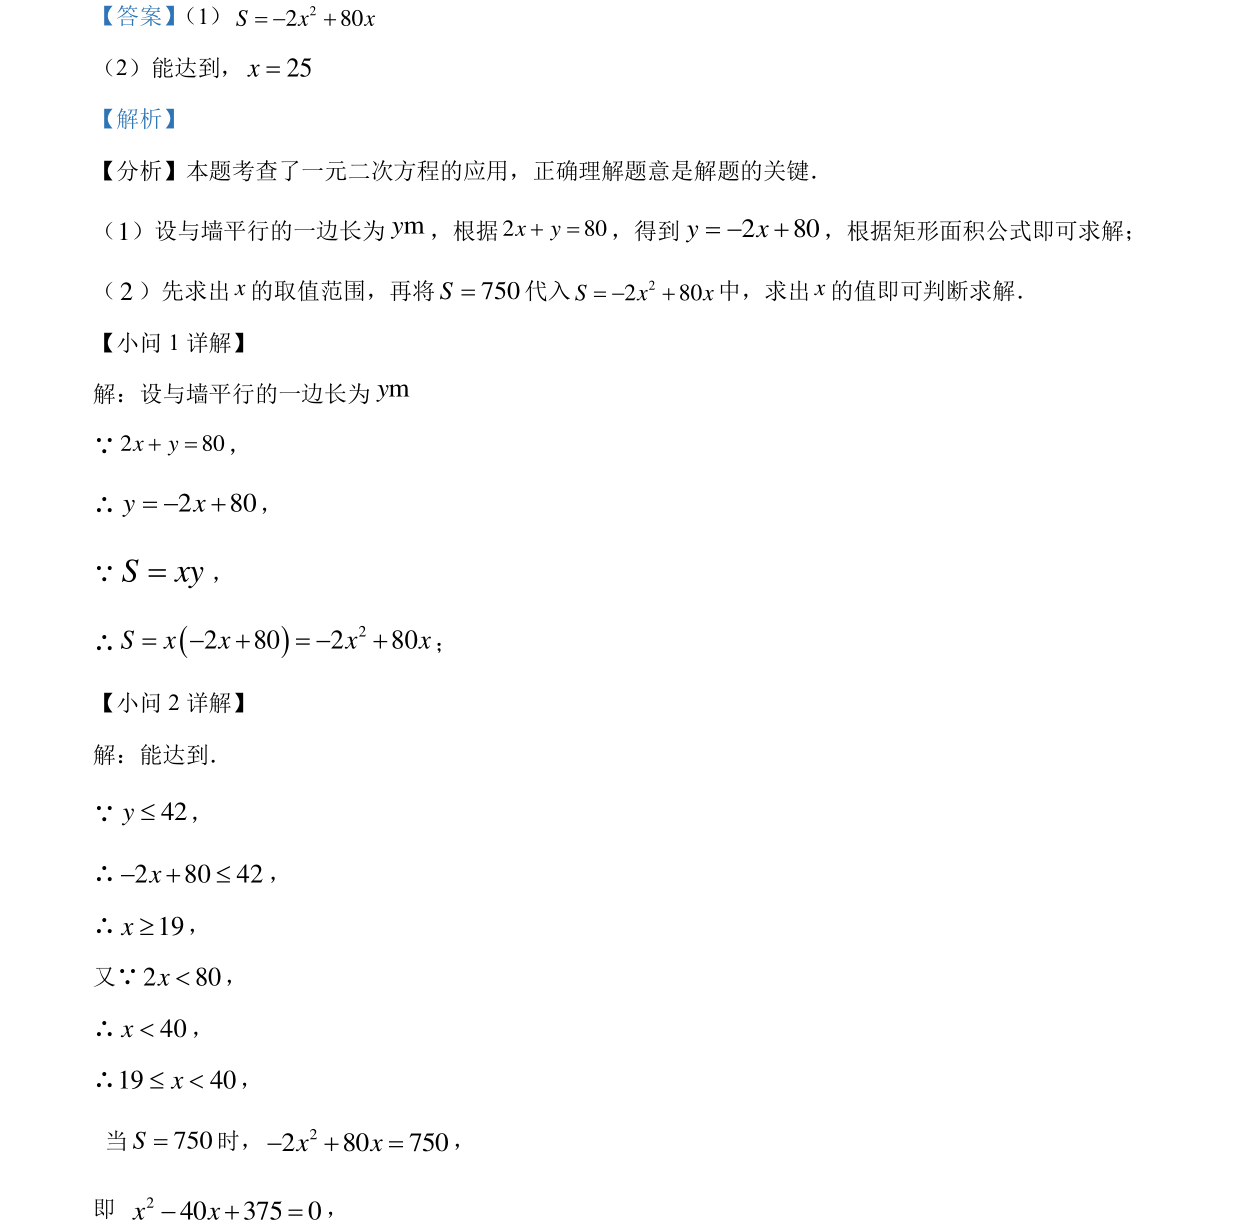 【答案】（1）S = −2x² + 80x
（2）能达到，x = 25
【解析】
【分析】本题考查了一元二次方程的应用，正确理解题意是解题的关键．
（1）设与墙平行的一边长为 ym，根据 2x + y = 80，得到 y = −2x + 80，根据矩形面积公式即可求解；
（2）先求出 x 的取值范围，再将 S = 750 代入 S = −2x² + 80x 中，求出 x 的值即可判断求解．
【小问 1 详解】
解：设与墙平行的一边长为 ym
∵ 2x + y = 80，
∴ y = −2x + 80，
∵ S = xy，
∴ S = x(−2x + 80) = −2x² + 80x；
【小问 2 详解】
解：能达到．
∵ y ≤ 42，
∴ −2x + 80 ≤ 42，
∴ x ≥ 19，
又∵ 2x < 80，
∴ x < 40，
∴ 19 ≤ x < 40，
当 S = 750 时，−2x² + 80x = 750，
即 x² − 40x + 375 = 0，